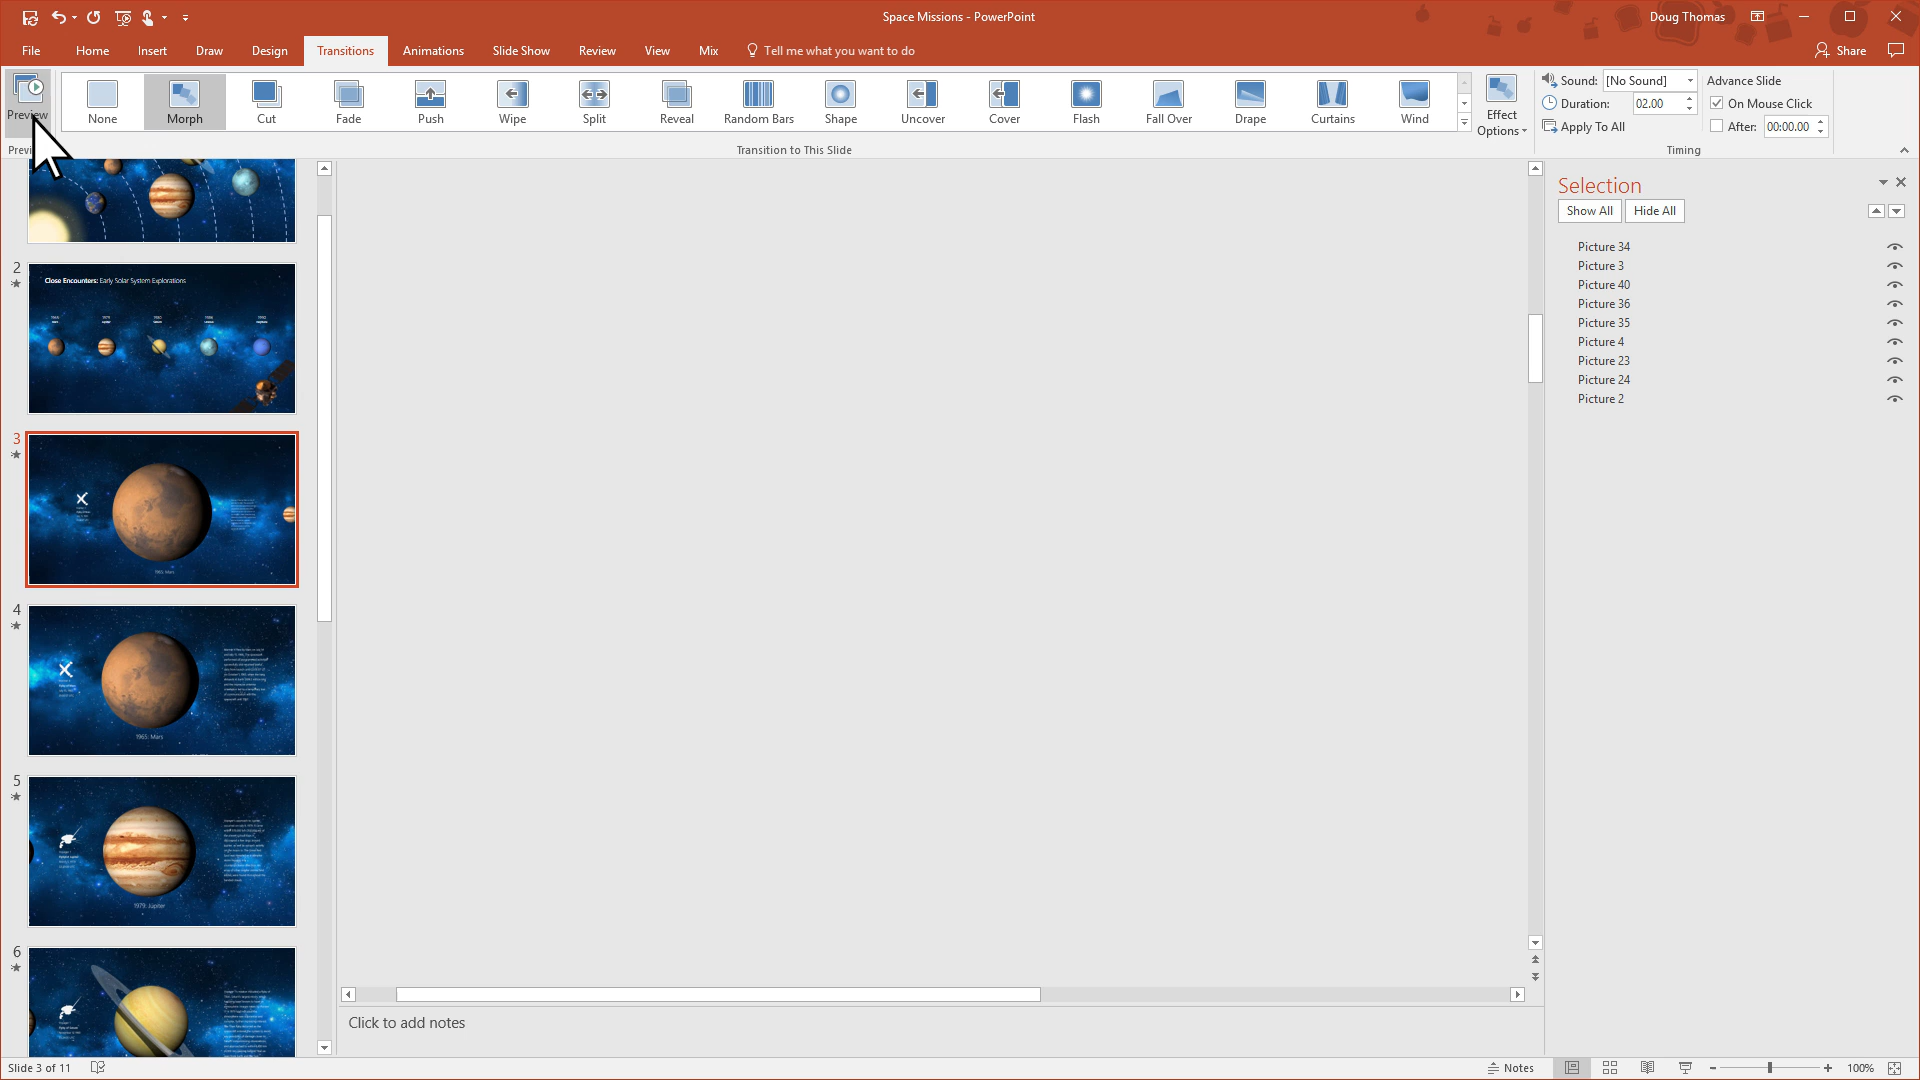 Space Missions - PowerPoint
Doug Thomas
File
Home
Insert
Draw
Design
Transitions
Animations
Slide Show
Review
View
Mix
Tell me what you want to do
Share
Preview
None
Morph
Cut
Fade
Push
Wipe
Split
Reveal
Random Bars
Shape
Uncover
Cover
Flash
Fall Over
Drape
Curtains
Wind
Effect
Options
Sound: [No Sound]
Duration: 02.00
Apply To All
Advance Slide
On Mouse Click
After: 00:00.00
Transition to This Slide
Timing
2
Close Encounters: Early Solar System Explorations
3
4
1965: Mars
5
1979: Jupiter
6
Selection
Show All
Hide All
Picture 34
Picture 3
Picture 40
Picture 36
Picture 35
Picture 4
Picture 23
Picture 24
Picture 2
Click to add notes
Slide 3 of 11
Notes
100%